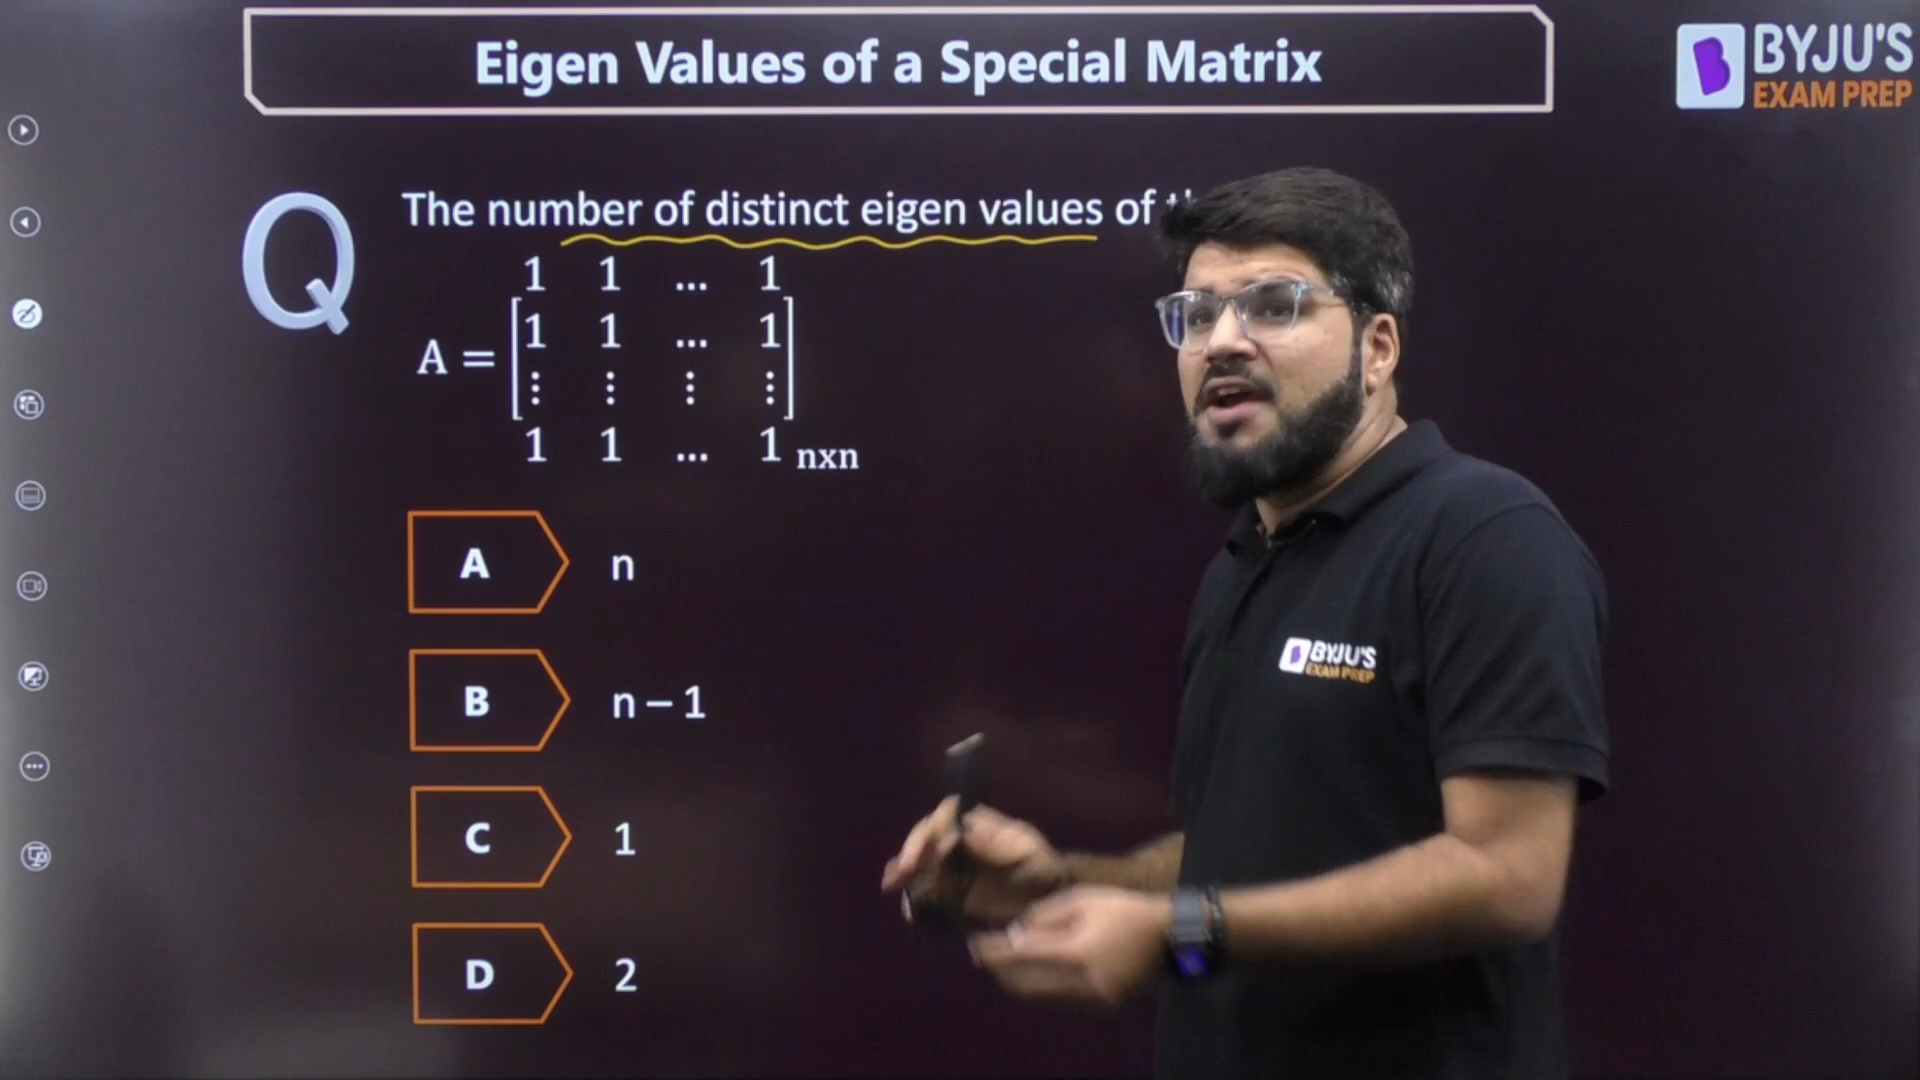 Eigen Values of a Special Matrix
BYJU'S
EXAM PREP
Q
The number of distinct eigen values of
1 1 ... 1
1 1 ... 1
A =
⋮ ⋮ ⋮ ⋮
1 1 ... 1 nxn
A n
B n – 1
C 1
D 2
BYJU'S
EXAM PREP